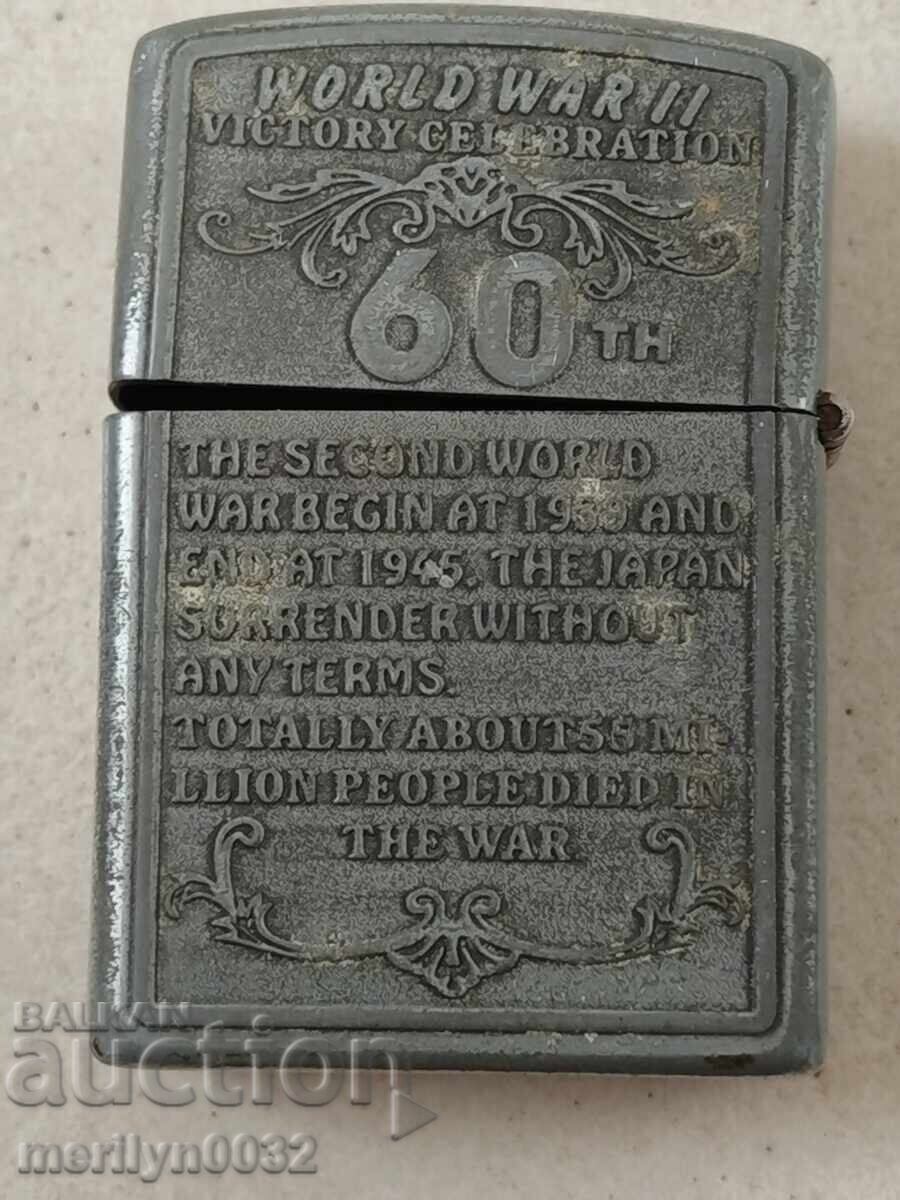 WORLD WAR II
VICTORY CELEBRATION
60TH
THE SECOND WORLD
WAR BEGIN AT 1939 AND
END AT 1945. THE JAPAN
SURRENDER WITHOUT
ANY TERMS.
TOTALLY ABOUT 56 MI-
LLION PEOPLE DIED IN
THE WAR
BALKAN
auction
merilyn0032